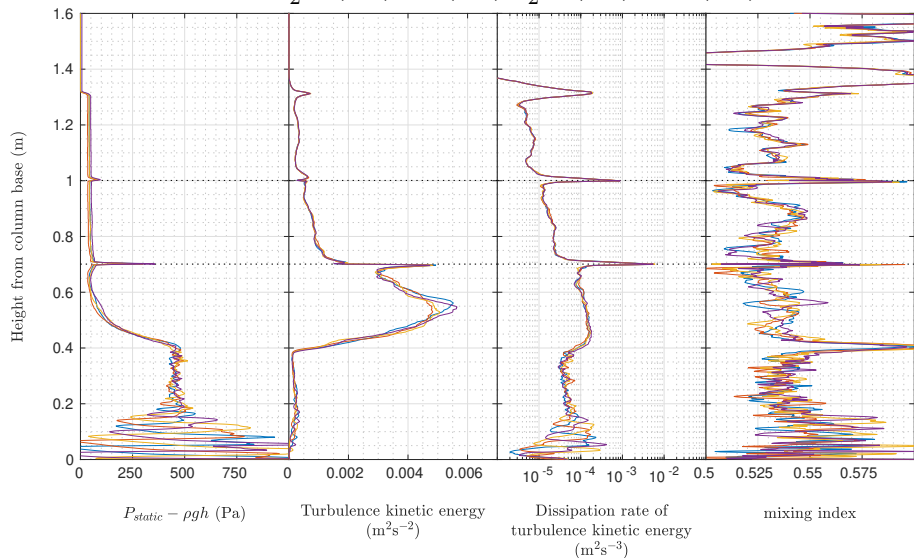 1.6
1.4
1.2
1
0.8
0.6
0.4
0.2
0
Height from column base (m)
0 250 500 750
0 0.002 0.004 0.006
10⁻⁵ 10⁻⁴ 10⁻³ 10⁻²
0.5 0.525 0.55 0.575
P_static − ρgh (Pa)
Turbulence kinetic energy
(m²s⁻²)
Dissipation rate of
turbulence kinetic energy
(m²s⁻³)
mixing index